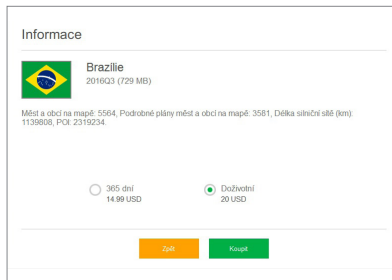 Informace
Brazílie
2016Q3 (729 MB)
Měst a obcí na mapě: 5564, Podrobné plány měst a obcí na mapě: 3581, Délka silniční sítě (km):
1139808, POI: 2319234.
365 dní
14.99 USD
Doživotní
20 USD
Zpět
Koupit